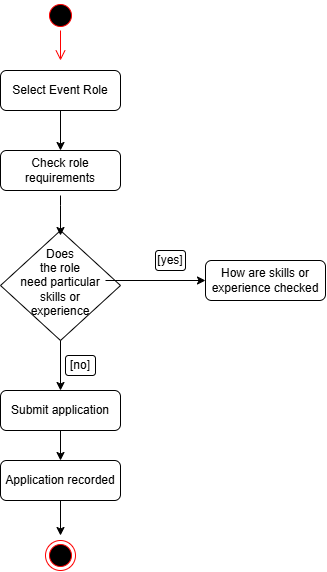 Select Event Role
Check role
requirements
Does
the role
need particular
skills or
experience
[yes]
How are skills or
experience checked
[no]
Submit application
Application recorded